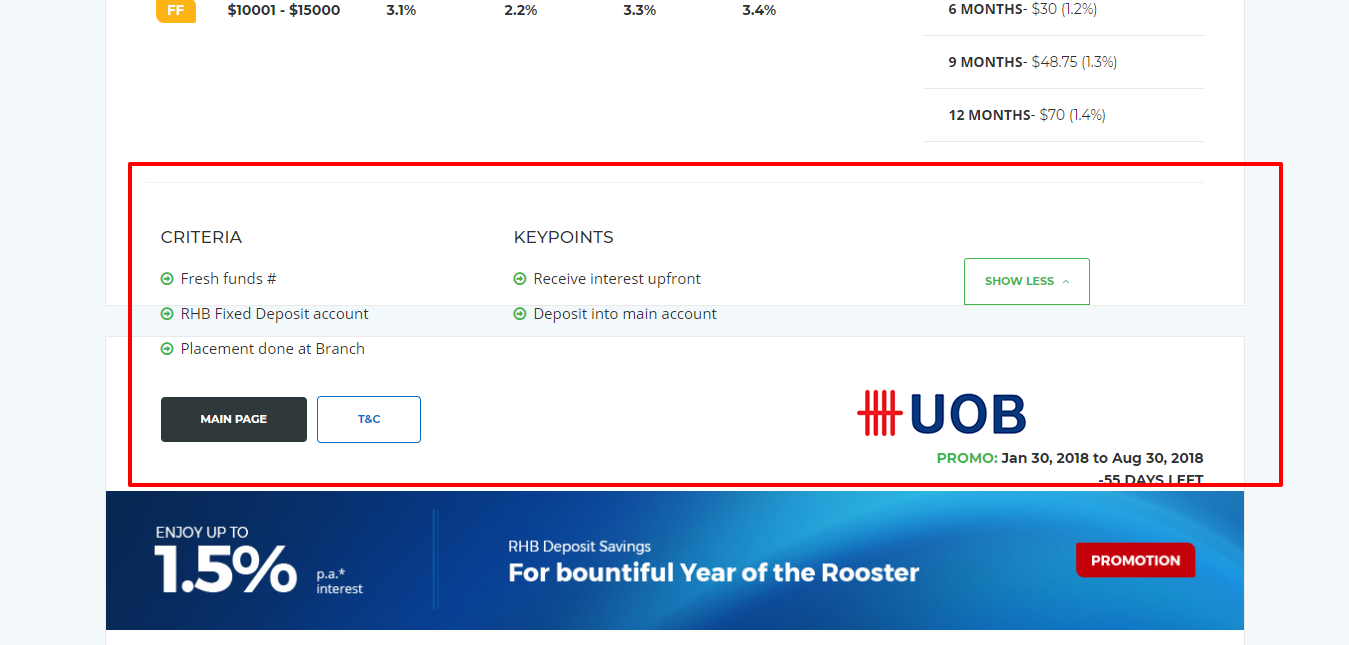 FF $10001 - $15000 3.1% 2.2% 3.3% 3.4%
6 MONTHS- $30 (1.2%)
9 MONTHS- $48.75 (1.3%)
12 MONTHS- $70 (1.4%)
CRITERIA
Fresh funds #
RHB Fixed Deposit account
Placement done at Branch
KEYPOINTS
Receive interest upfront
Deposit into main account
SHOW LESS
MAIN PAGE
T&C
UOB
PROMO: Jan 30, 2018 to Aug 30, 2018
-55 DAYS LEFT
ENJOY UP TO
1.5% p.a.*
interest
RHB Deposit Savings
For bountiful Year of the Rooster
PROMOTION